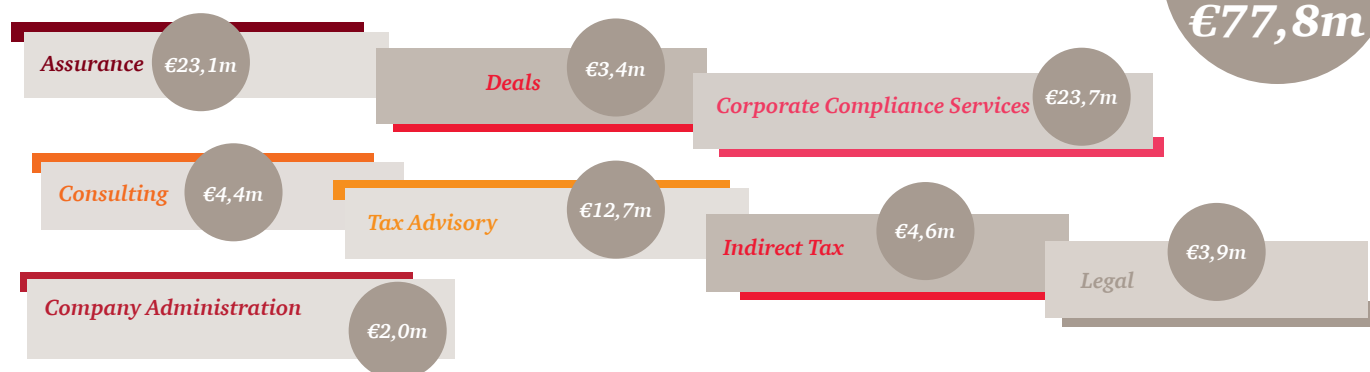 €77,8m
Assurance €23,1m
Deals €3,4m
Corporate Compliance Services €23,7m
Consulting €4,4m
Tax Advisory €12,7m
Indirect Tax €4,6m
Legal €3,9m
Company Administration €2,0m